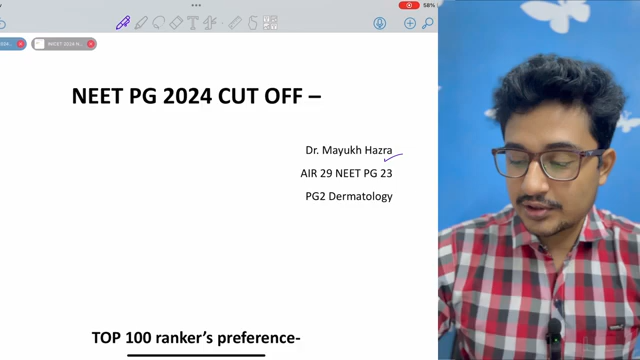 58%
NEET PG 2024 CUT OFF –
Dr. Mayukh Hazra
AIR 29 NEET PG 23
PG2 Dermatology
TOP 100 ranker's preference-